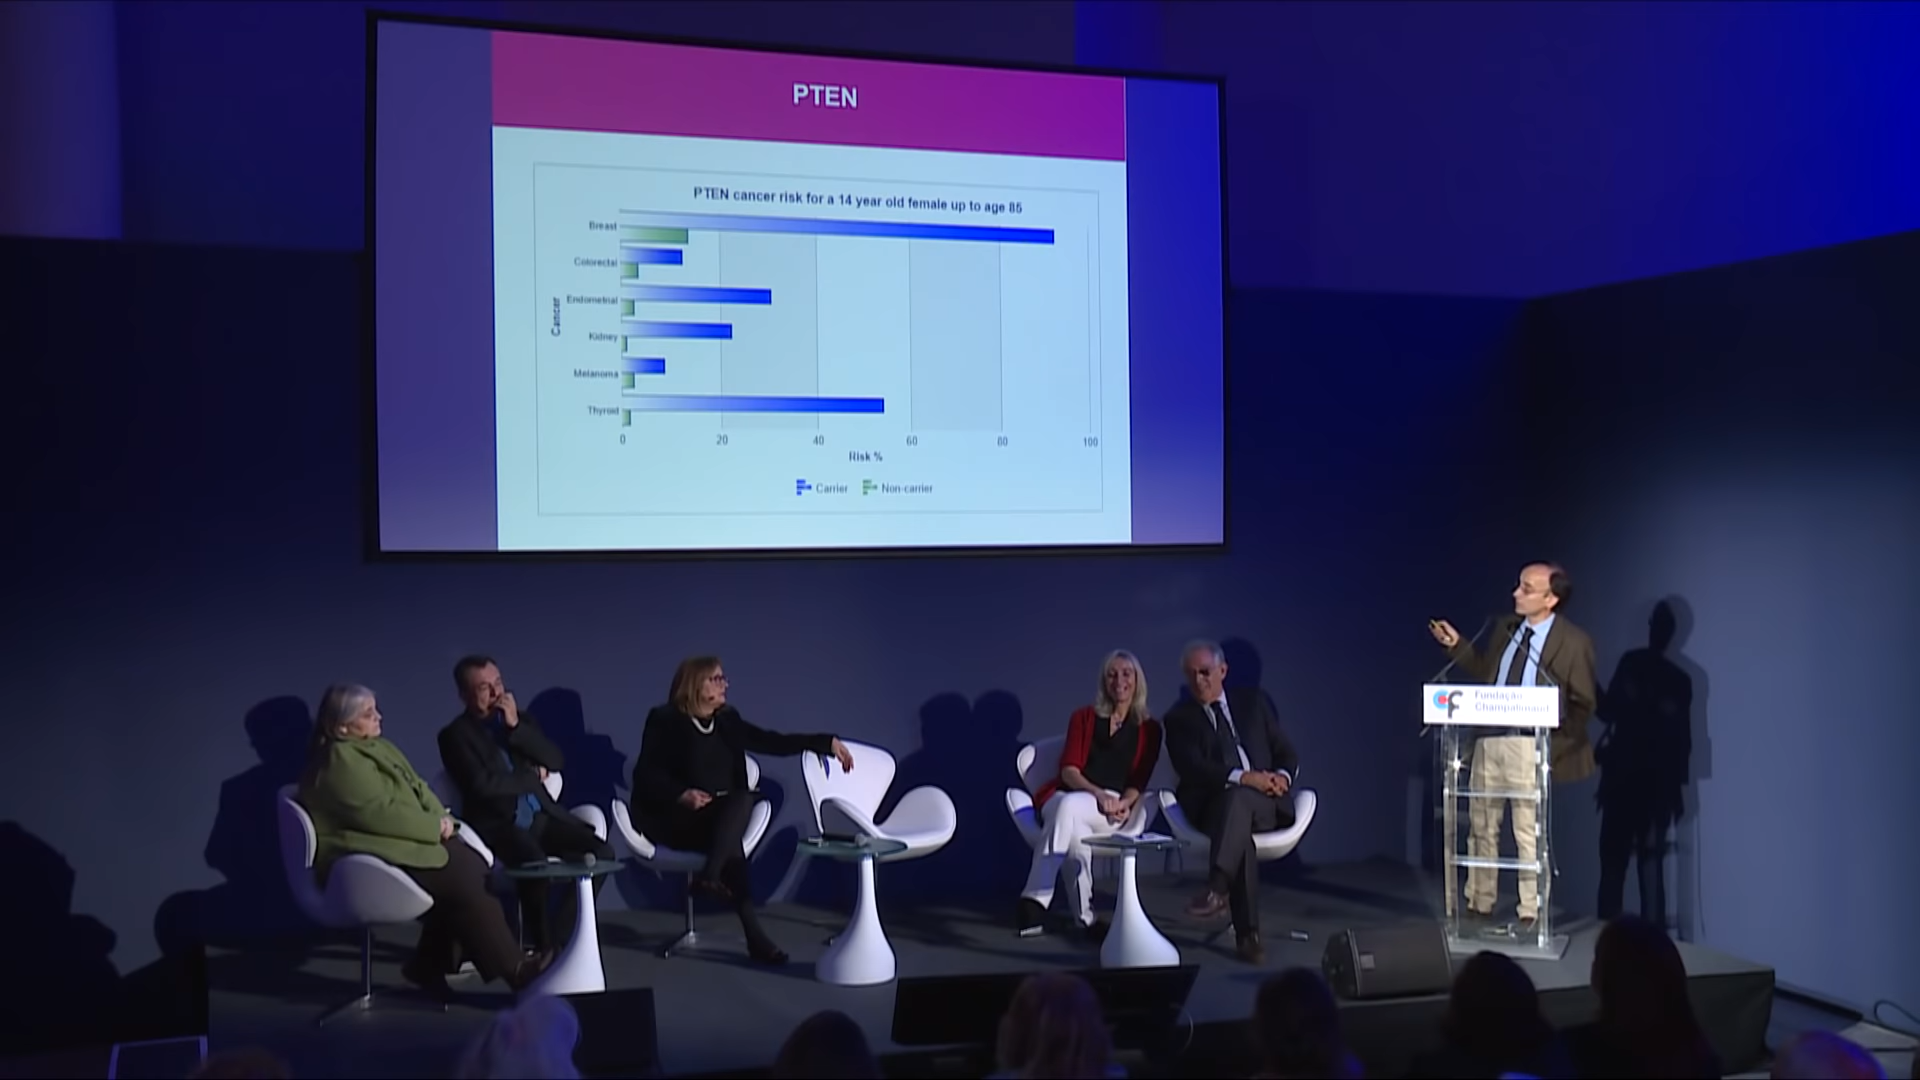 PTEN
PTEN cancer risk for a 14 year old female up to age 85
Breast
Colorectal
Endometrial
Kidney
Melanoma
Thyroid
Cancer
0 20 40 60 80 100
Risk %
Carrier Non-carrier
CF
Fundação
Champalimaud